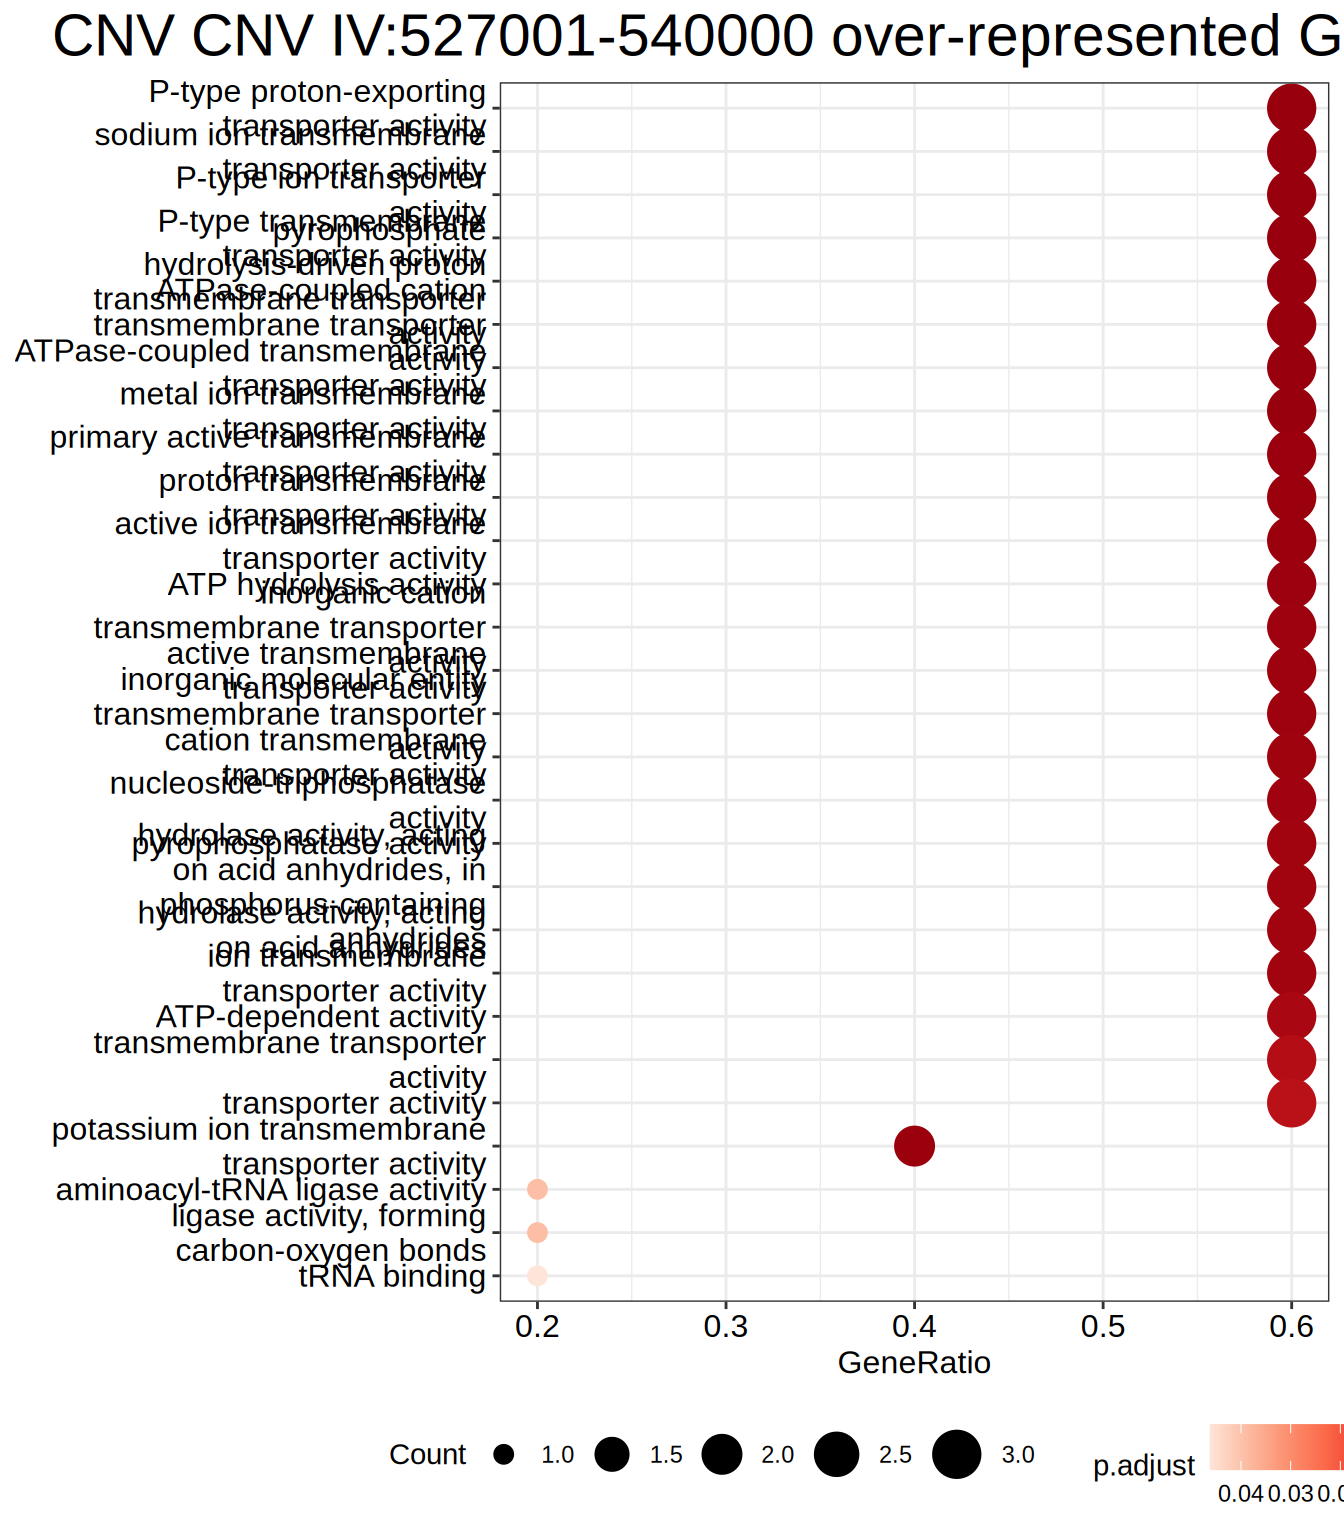 CNV CNV IV:527001-540000 over-represented G
P-type proton-exporting
transporter activity
sodium ion transmembrane
transporter activity
P-type ion transporter
activity
P-type transmembrane
transporter activity
pyrophosphate
hydrolysis-driven proton
transmembrane transporter
activity
ATPase-coupled cation
transmembrane transporter
activity
ATPase-coupled transmembrane
transporter activity
metal ion transmembrane
transporter activity
primary active transmembrane
transporter activity
proton transmembrane
transporter activity
active ion transmembrane
transporter activity
ATP hydrolysis activity
inorganic cation
transmembrane transporter
activity
active transmembrane
transporter activity
inorganic molecular entity
transmembrane transporter
activity
cation transmembrane
transporter activity
nucleoside-triphosphatase
activity
pyrophosphatase activity
hydrolase activity, acting
on acid anhydrides, in
phosphorus-containing
anhydrides
hydrolase activity, acting
on acid anhydrides
ion transmembrane
transporter activity
ATP-dependent activity
transmembrane transporter
activity
transporter activity
potassium ion transmembrane
transporter activity
aminoacyl-tRNA ligase activity
ligase activity, forming
carbon-oxygen bonds
tRNA binding
0.2 0.3 0.4 0.5 0.6
GeneRatio
Count 1.0 1.5 2.0 2.5 3.0
p.adjust
0.04 0.03 0.0